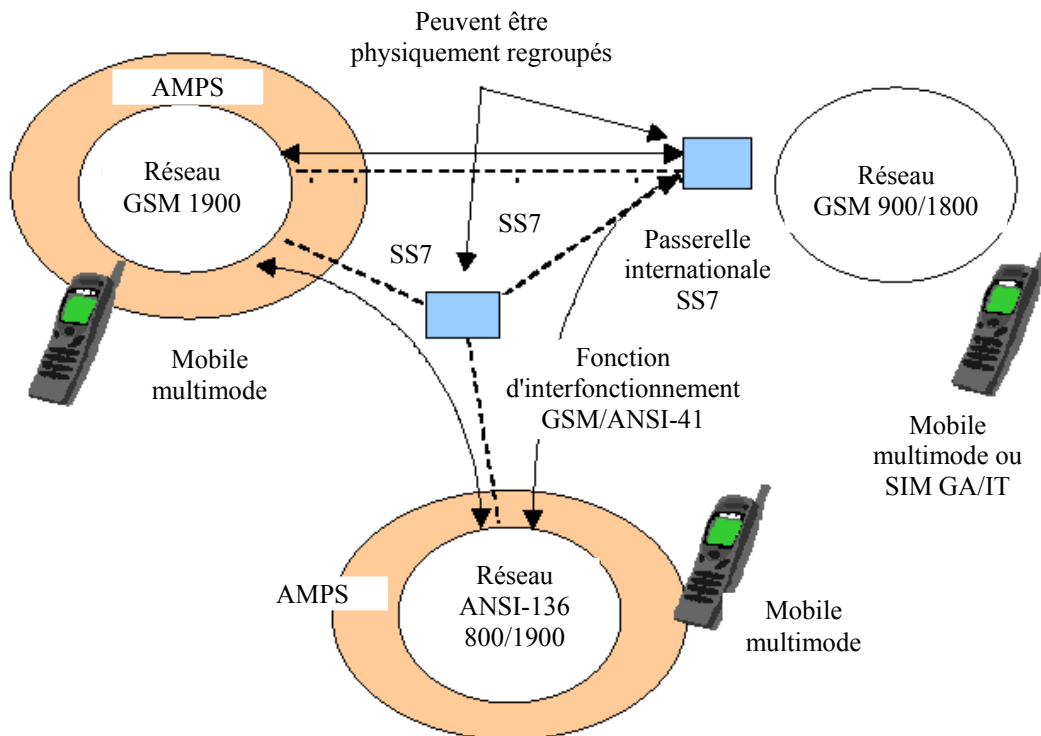 Peuvent être
physiquement regroupés
AMPS
Réseau
GSM 1900
Réseau
GSM 900/1800
SS7
SS7
Passerelle
internationale
SS7
Mobile
multimode
Fonction
d'interfonctionnement
GSM/ANSI-41
Mobile
multimode ou
SIM GA/IT
AMPS
Réseau
ANSI-136
800/1900
Mobile
multimode